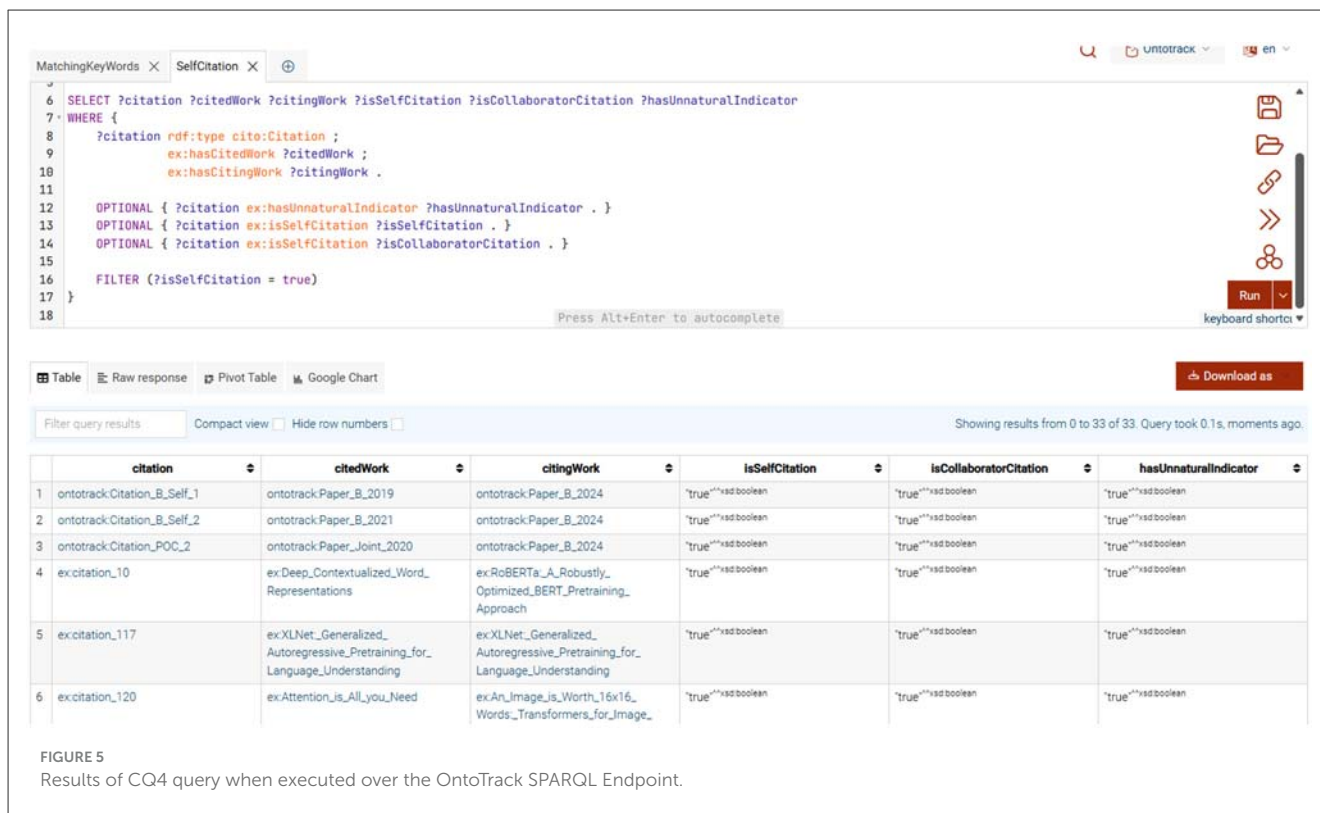 Ontotrack en
MatchingKeyWords SelfCitation
6 SELECT ?citation ?citedWork ?citingWork ?isSelfCitation ?isCollaboratorCitation ?hasUnnaturalIndicator
7 WHERE {
8 ?citation rdf:type cito:Citation ;
9 ex:hasCitedWork ?citedWork ;
10 ex:hasCitingWork ?citingWork .
11
12 OPTIONAL { ?citation ex:hasUnnaturalIndicator ?hasUnnaturalIndicator . }
13 OPTIONAL { ?citation ex:isSelfCitation ?isSelfCitation . }
14 OPTIONAL { ?citation ex:isSelfCitation ?isCollaboratorCitation . }
15
16 FILTER (?isSelfCitation = true)
17 }
18
Run
Press Alt+Enter to autocomplete
keyboard shortcu
Table Raw response Pivot Table Google Chart
Download as
Filter query results Compact view Hide row numbers Showing results from 0 to 33 of 33. Query took 0.1s, moments ago.
citation citedWork citingWork isSelfCitation isCollaboratorCitation hasUnnaturalIndicator
1 ontotrack:Citation_B_Self_1 ontotrack:Paper_B_2019 ontotrack:Paper_B_2024 "true"^^xsd:boolean "true"^^xsd:boolean "true"^^xsd:boolean
2 ontotrack:Citation_B_Self_2 ontotrack:Paper_B_2021 ontotrack:Paper_B_2024 "true"^^xsd:boolean "true"^^xsd:boolean "true"^^xsd:boolean
3 ontotrack:Citation_POC_2 ontotrack:Paper_Joint_2020 ontotrack:Paper_B_2024 "true"^^xsd:boolean "true"^^xsd:boolean "true"^^xsd:boolean
4 ex:citation_10 ex:Deep_Contextualized_Word_ ex:RoBERTa:_A_Robustly_ "true"^^xsd:boolean "true"^^xsd:boolean "true"^^xsd:boolean
Representations Optimized_BERT_Pretraining_
Approach
5 ex:citation_117 ex:XLNet:_Generalized_ ex:XLNet:_Generalized_ "true"^^xsd:boolean "true"^^xsd:boolean "true"^^xsd:boolean
Autoregressive_Pretraining_for_ Autoregressive_Pretraining_for_
Language_Understanding Language_Understanding
6 ex:citation_120 ex:Attention_is_All_you_Need ex:An_Image_is_Worth_16x16_ "true"^^xsd:boolean "true"^^xsd:boolean "true"^^xsd:boolean
Words:_Transformers_for_Image_
FIGURE 5
Results of CQ4 query when executed over the OntoTrack SPARQL Endpoint.